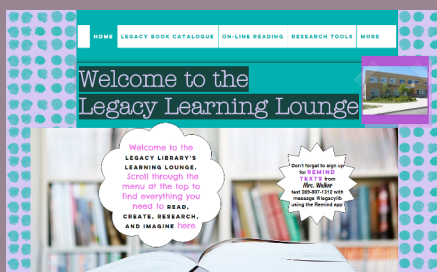 HOME LEGACY BOOK CATALOGUE ON-LINE READING RESEARCH TOOLS MORE
Welcome to the
Legacy Learning Lounge
Welcome to the
LEGACY LIBRARY'S
LEARNING LOUNGE.
Scroll through the
menu at the top to
find everything you
need to READ,
CREATE, RESEARCH,
AND IMAGINE here.
Don't forget to sign up
for REMIND
TEXTS from
Mrs. Walker
text 289-807-1312 with
message @legacylib
using the Remind app